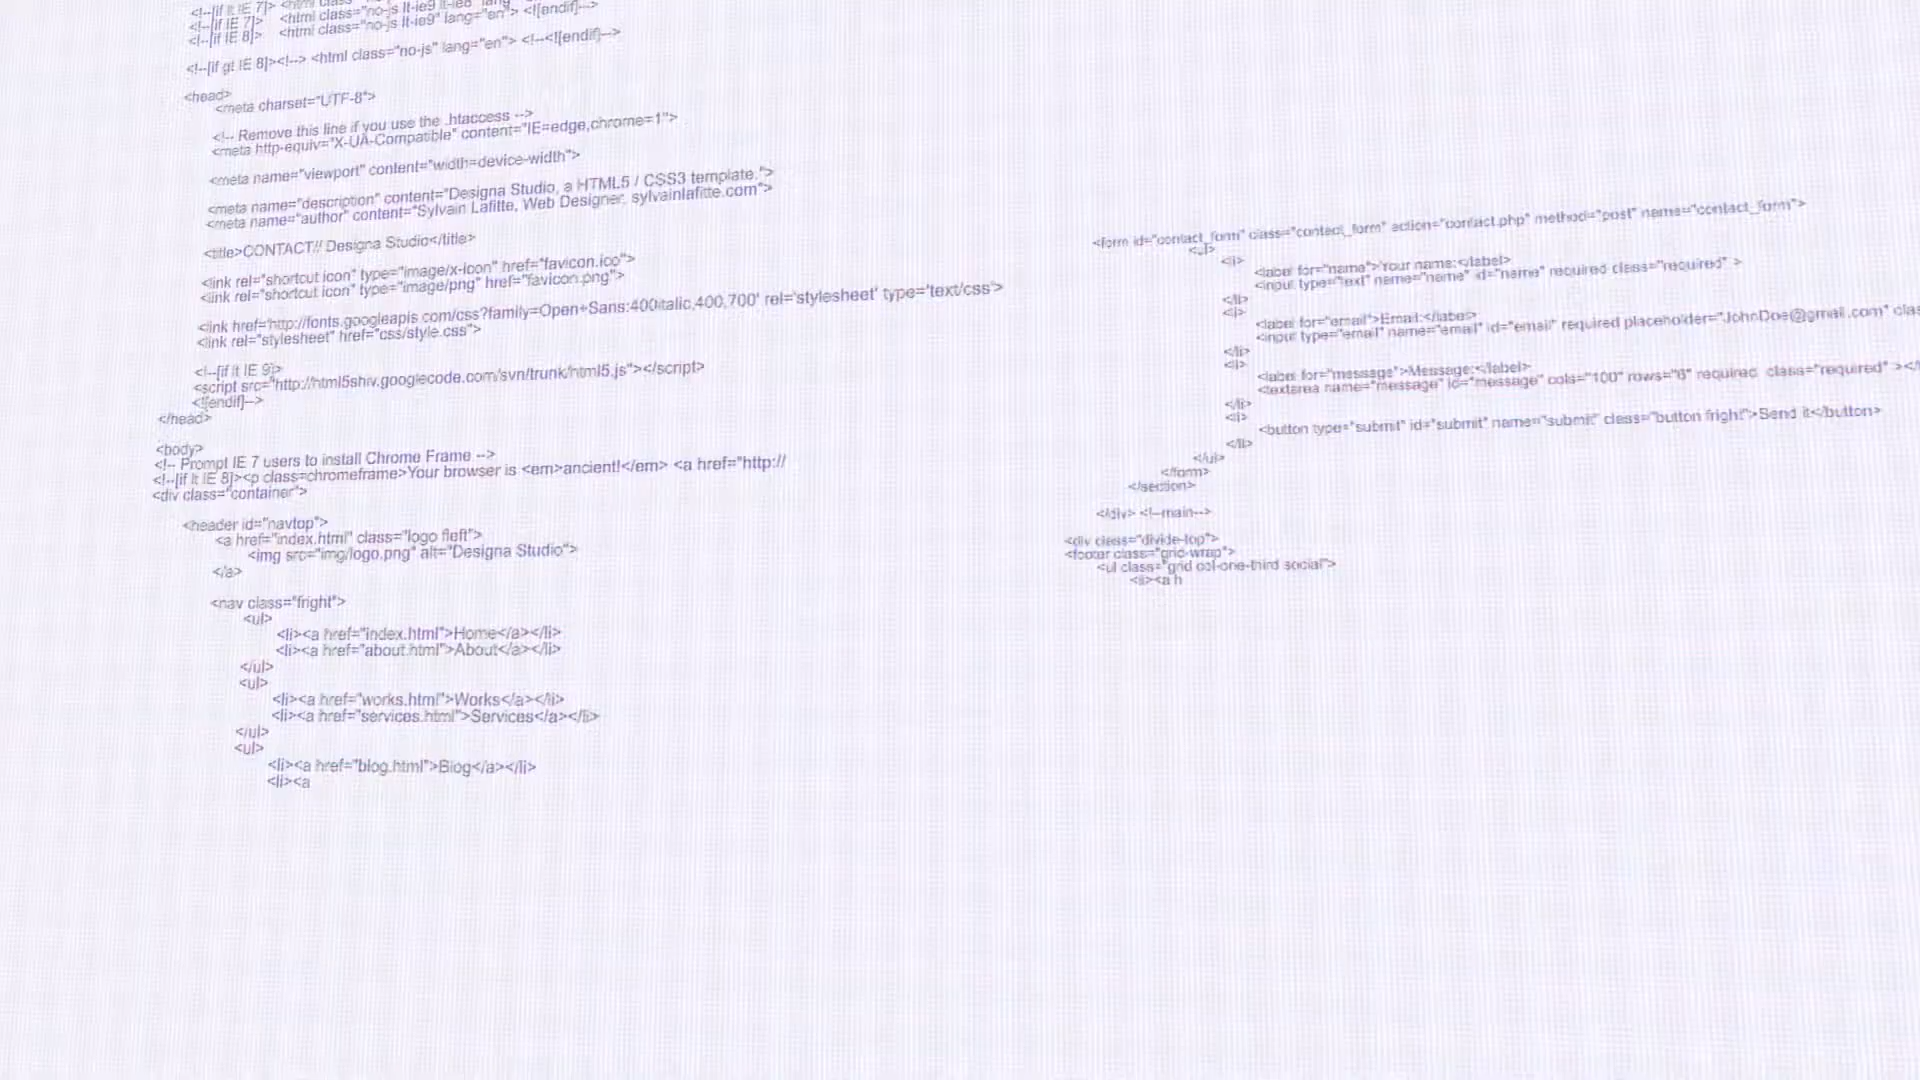 <!--[if lt IE 7]> <html class=
<!--[if IE 7]> <html class="no-js lt-ie9 lt-ie8" lang=
<!--[if IE 8]> <html class="no-js lt-ie9" lang="en"> <![endif]-->
<!--[if gt IE 8]><!--> <html class="no-js" lang="en"> <!--<![endif]-->
<head>
<meta charset="UTF-8">
<!-- Remove this line if you use the .htaccess -->
<meta http-equiv="X-UA-Compatible" content="IE=edge,chrome=1">
<meta name="viewport" content="width=device-width">
<meta name="description" content="Designa Studio, a HTML5 / CSS3 template.">
<meta name="author" content="Sylvain Lafitte, Web Designer, sylvainlafitte.com">
<title>CONTACT// Designa Studio</title>
<link rel="shortcut icon" type="image/x-icon" href="favicon.ico">
<link rel="shortcut icon" type="image/png" href="favicon.png">
<link href='http://fonts.googleapis.com/css?family=Open+Sans:400italic,400,700' rel='stylesheet' type='text/css'>
<link rel="stylesheet" href="css/style.css">
<!--[if lt IE 9]>
<script src="http://html5shiv.googlecode.com/svn/trunk/html5.js"></script>
<![endif]-->
</head>
<body>
<!-- Prompt IE 7 users to install Chrome Frame -->
<!--[if lt IE 8]><p class=chromeframe>Your browser is <em>ancient!</em> <a href="http://
<div class="container">
<header id="navtop">
<a href="index.html" class="logo fleft">
<img src="img/logo.png" alt="Designa Studio">
</a>
<nav class="fright">
<ul>
<li><a href="index.html">Home</a></li>
<li><a href="about.html">About</a></li>
</ul>
<ul>
<li><a href="works.html">Works</a></li>
<li><a href="services.html">Services</a></li>
</ul>
<ul>
<li><a href="blog.html">Blog</a></li>
<li><a
<form id="contact_form" class="contact_form" action="contact.php" method="post" name="contact_form">
<ul>
<li>
<label for="name">Your name:</label>
<input type="text" name="name" id="name" required class="required" >
</li>
<li>
<label for="email">Email:</label>
<input type="email" name="email" id="email" required placeholder="JohnDoe@gmail.com" clas
</li>
<li>
<label for="message">Message:</label>
<textarea name="message" id="message" cols="100" rows="6" required class="required" ></
</li>
<li>
<button type="submit" id="submit" name="submit" class="button fright">Send it</button>
</li>
</ul>
</form>
</section>
</div> <!--main-->
<div class="divide-top">
<footer class="grid-wrap">
<ul class="grid col-one-third social">
<li><a h